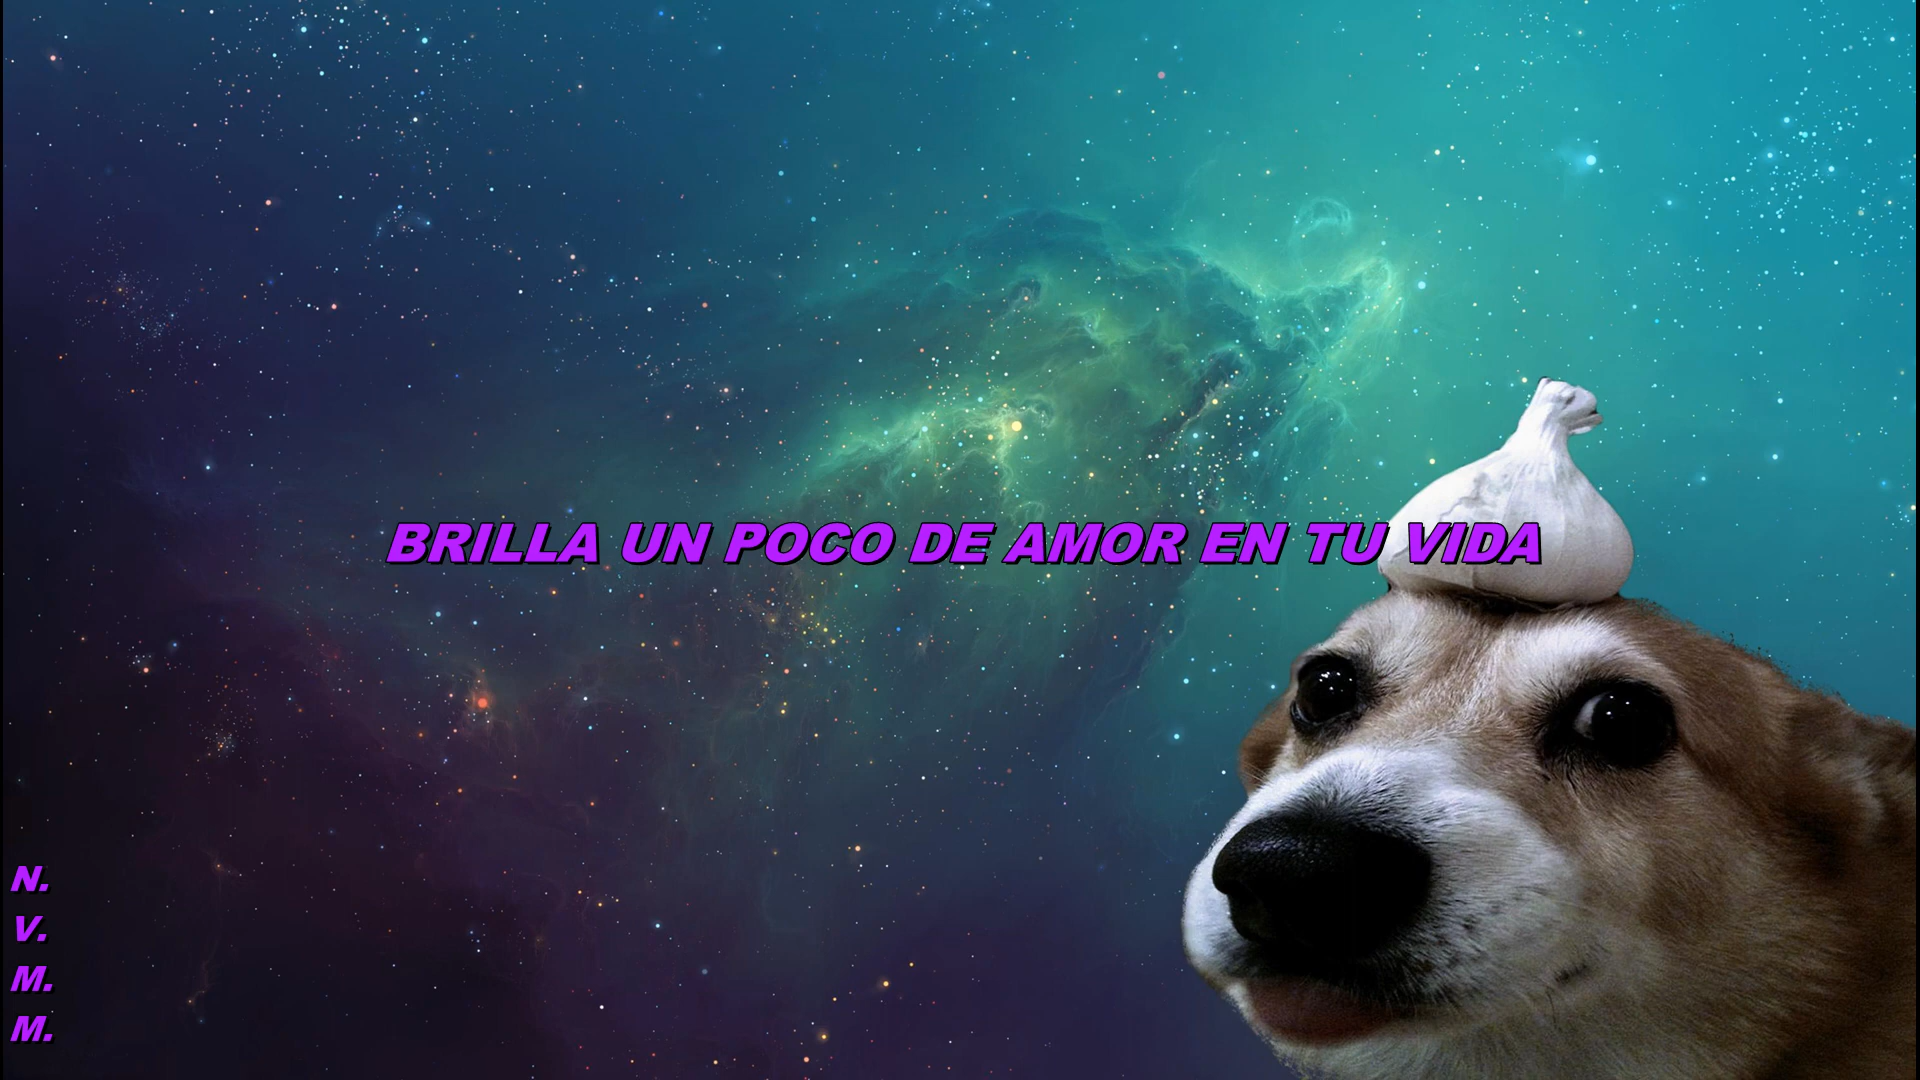 BRILLA UN POCO DE AMOR EN TU VIDA
N.
V.
M.
M.